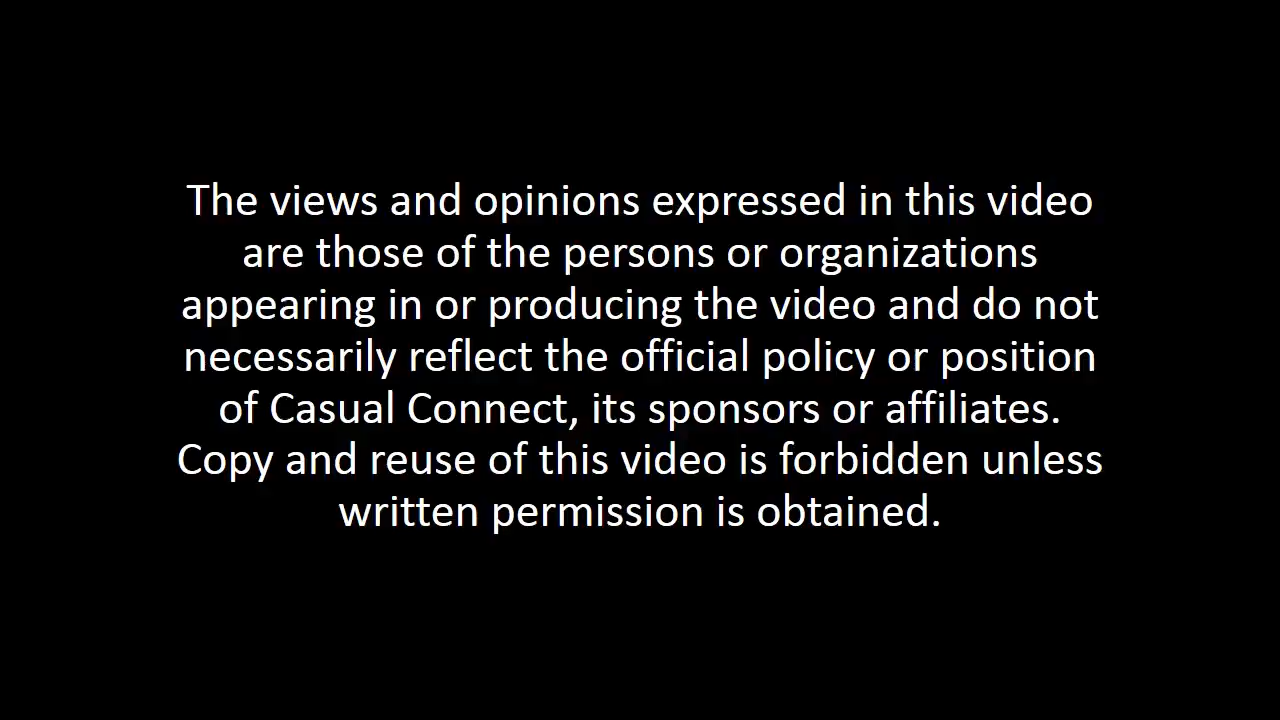 The views and opinions expressed in this video
are those of the persons or organizations
appearing in or producing the video and do not
necessarily reflect the official policy or position
of Casual Connect, its sponsors or affiliates.
Copy and reuse of this video is forbidden unless
written permission is obtained.